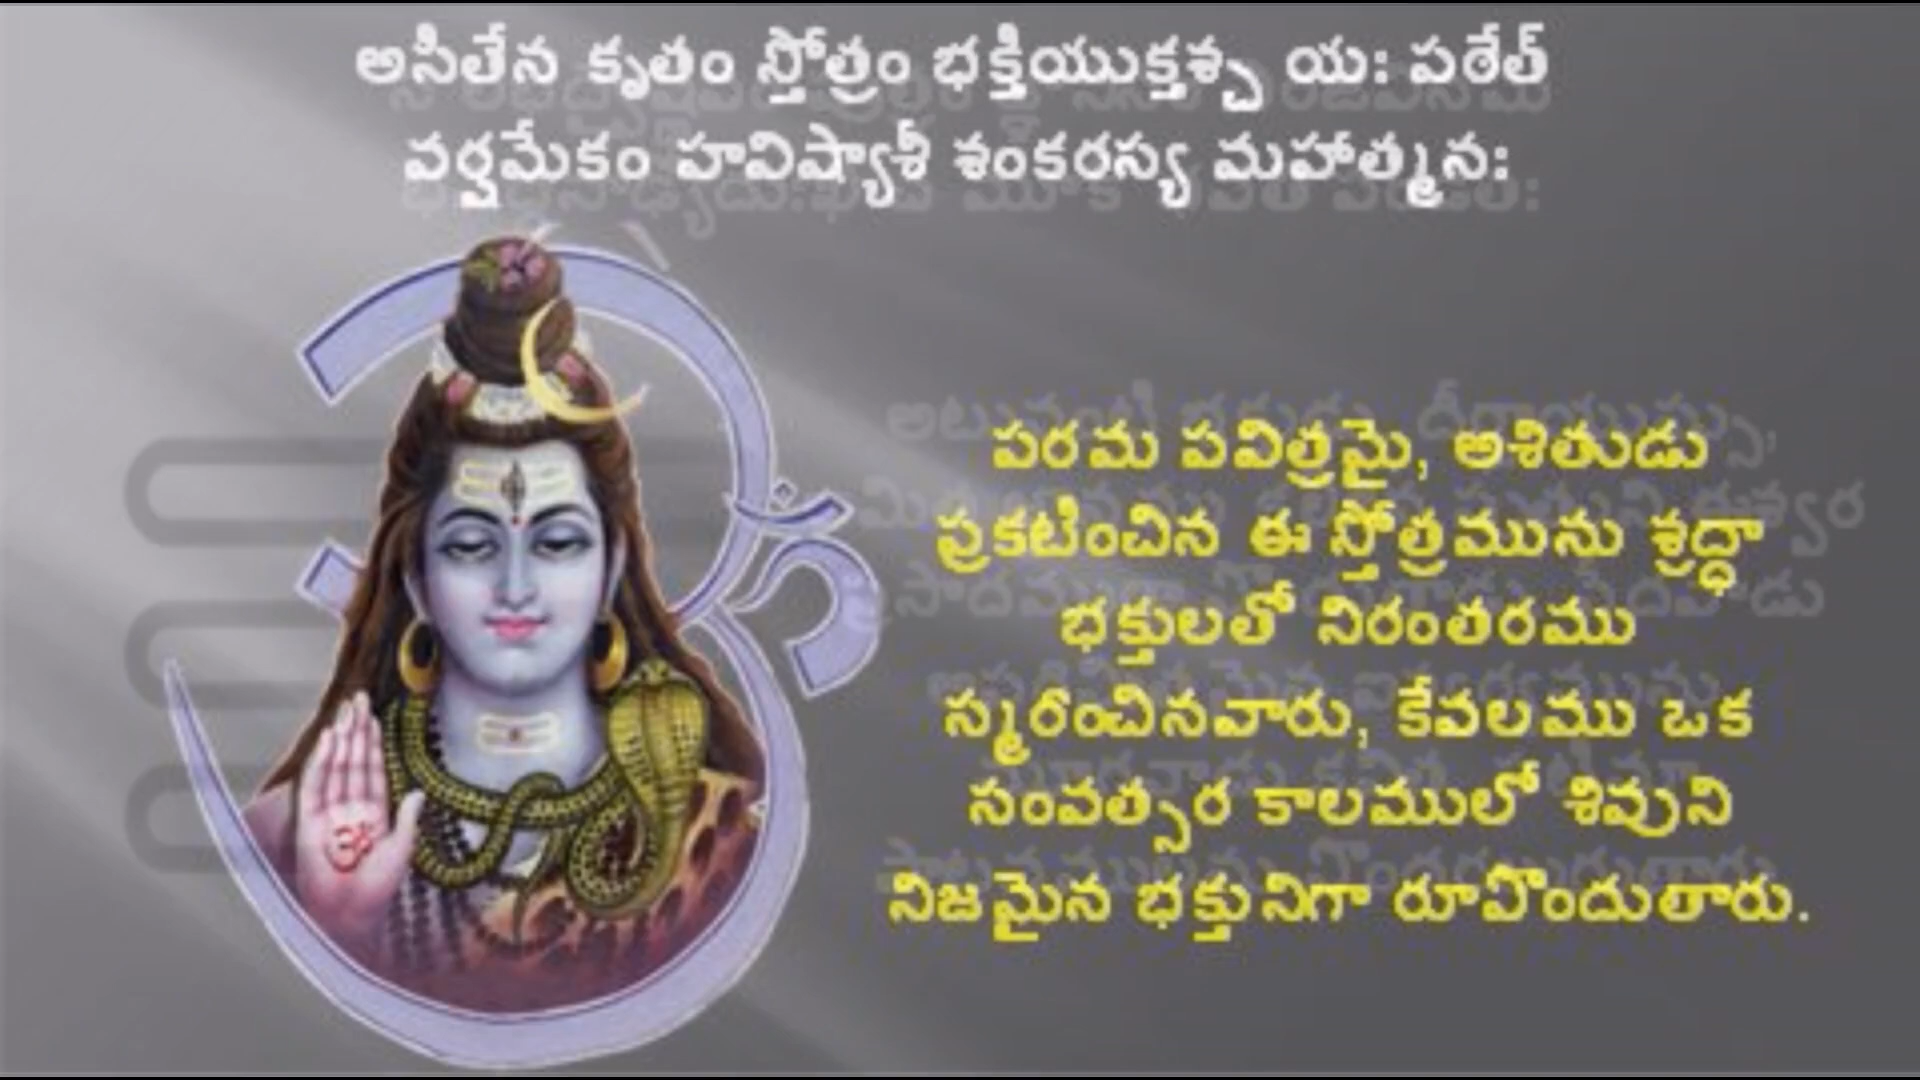 అసితేన కృతం స్తోత్రం భక్తియుక్తశ్చ యః పఠేత్
వర్షమేకం హవిష్యాశీ శంకరస్య మహాత్మనః
పరమ పవిత్రమై, అశితుడు
ప్రకటించిన ఈ స్తోత్రమును శ్రద్ధా
భక్తులతో నిరంతరము
స్మరించినవారు, కేవలము ఒక
సంవత్సర కాలములో శివుని
నిజమైన భక్తునిగా రూపొందుతారు.